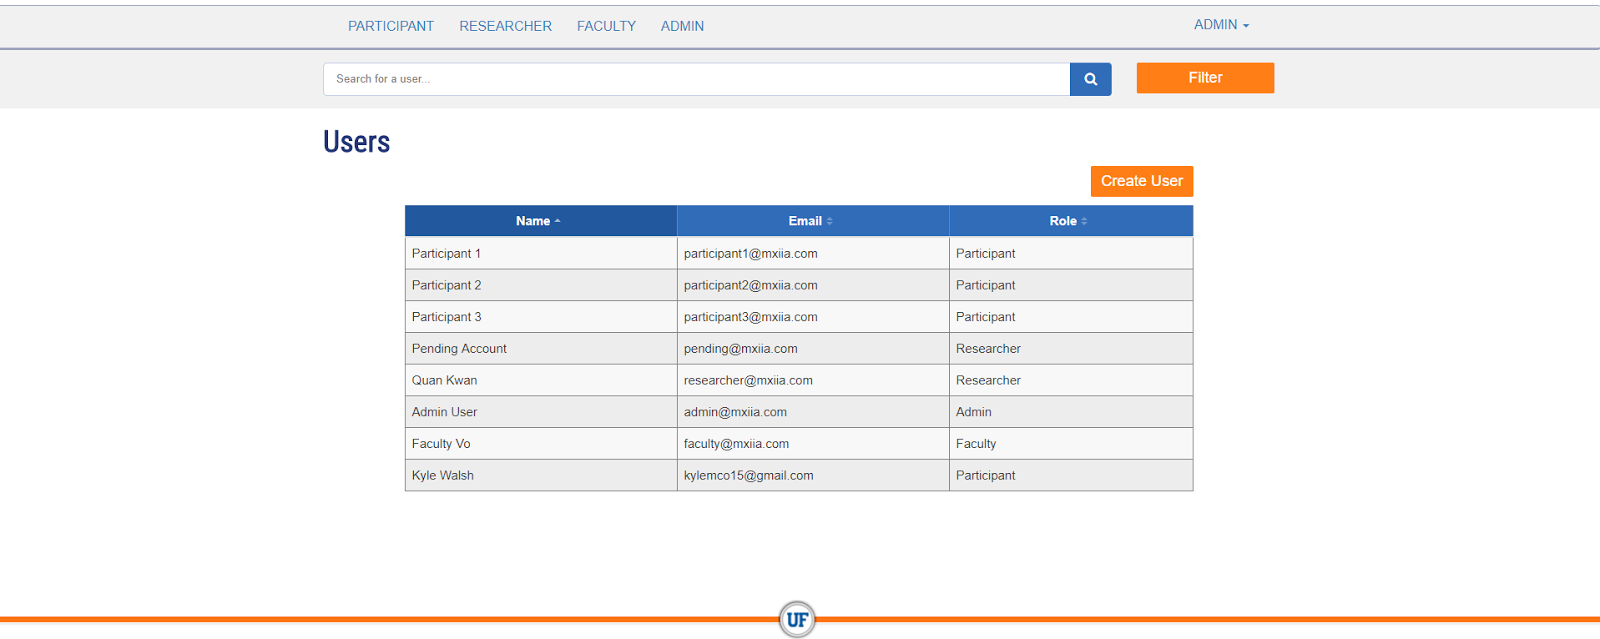 PARTICIPANT RESEARCHER FACULTY ADMIN ADMIN
Search for a user... Filter
Users
Create User
Name Email Role
Participant 1 participant1@mxiia.com Participant
Participant 2 participant2@mxiia.com Participant
Participant 3 participant3@mxiia.com Participant
Pending Account pending@mxiia.com Researcher
Quan Kwan researcher@mxiia.com Researcher
Admin User admin@mxiia.com Admin
Faculty Vo faculty@mxiia.com Faculty
Kyle Walsh kylemco15@gmail.com Participant
UF